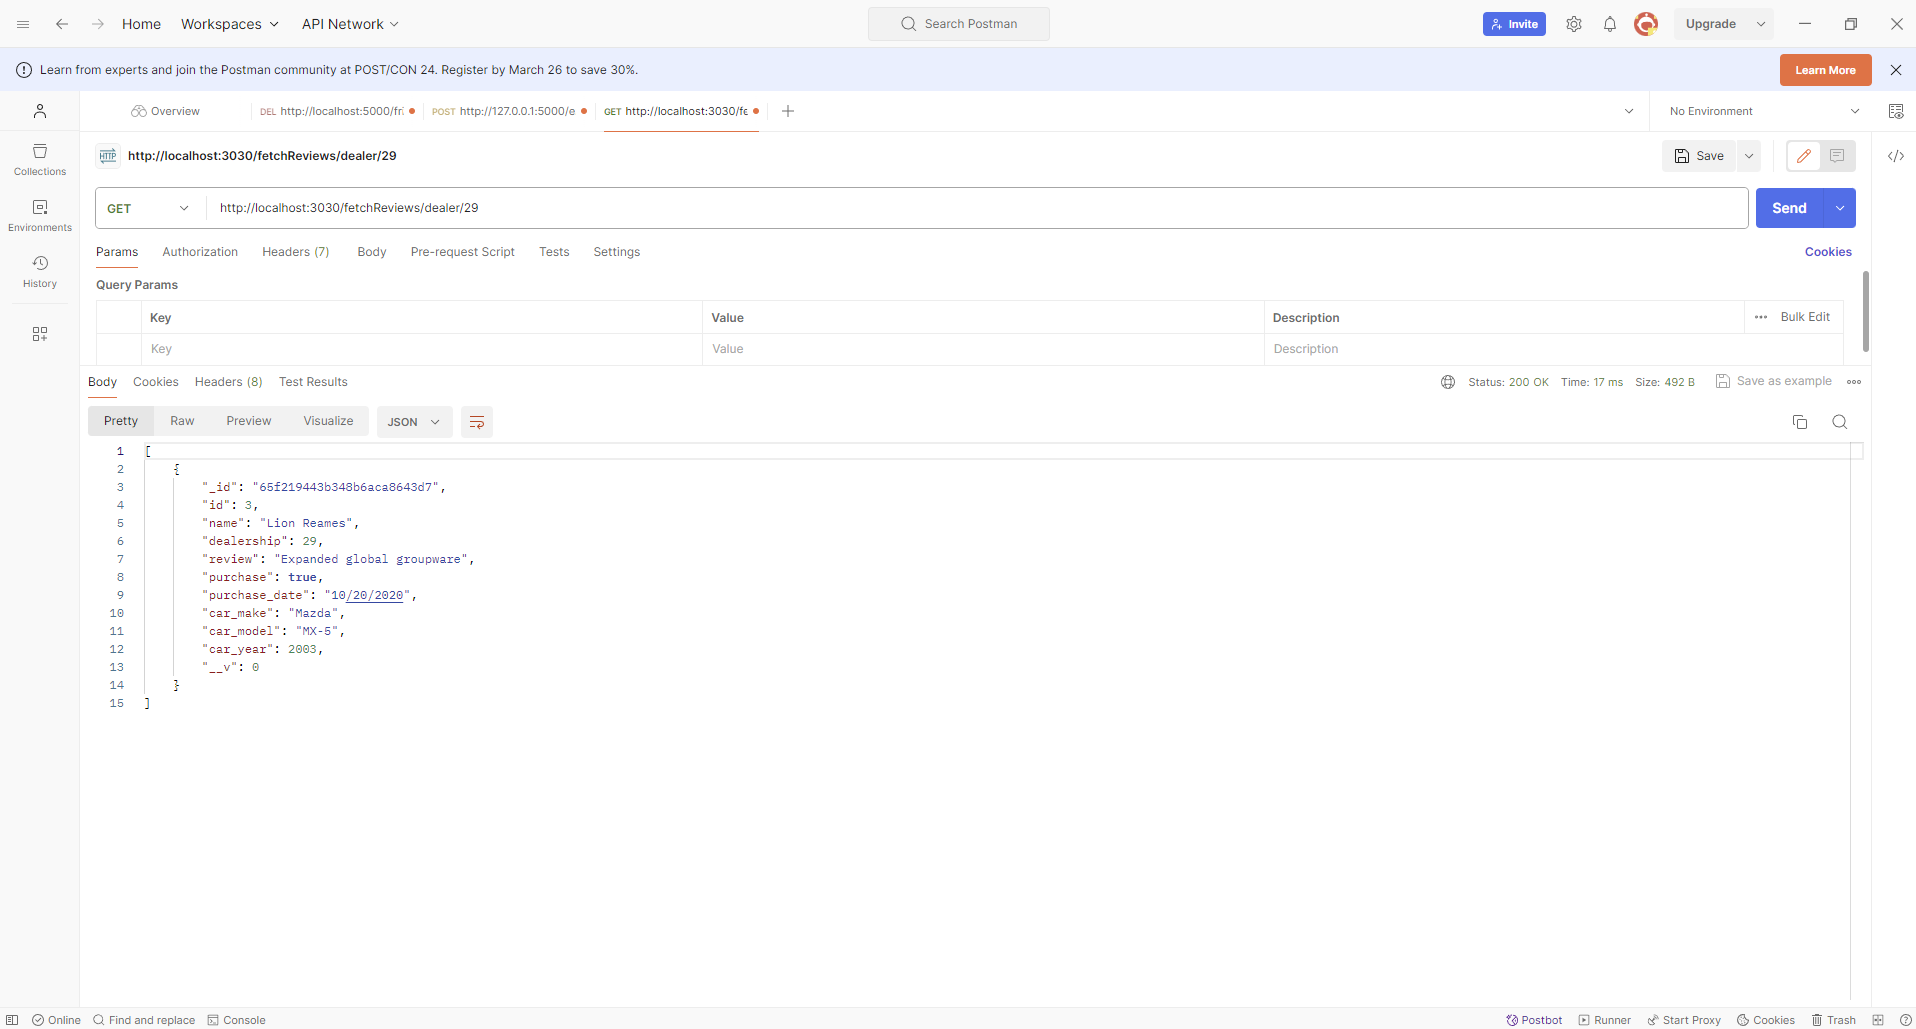 Home Workspaces API Network Search Postman Invite Upgrade
Learn from experts and join the Postman community at POST/CON 24. Register by March 26 to save 30%. Learn More
Overview DEL http://localhost:5000/fri POST http://127.0.0.1:5000/e GET http://localhost:3030/fe No Environment
HTTP http://localhost:3030/fetchReviews/dealer/29 Save
Collections
GET http://localhost:3030/fetchReviews/dealer/29 Send
Environments
Params Authorization Headers (7) Body Pre-request Script Tests Settings Cookies
History
Query Params
Key Value Description Bulk Edit
Key Value Description
Body Cookies Headers (8) Test Results Status: 200 OK Time: 17 ms Size: 492 B Save as example
Pretty Raw Preview Visualize JSON
1 [
2 {
3 "_id": "65f219443b348b6aca8643d7",
4 "id": 3,
5 "name": "Lion Reames",
6 "dealership": 29,
7 "review": "Expanded global groupware",
8 "purchase": true,
9 "purchase_date": "10/20/2020",
10 "car_make": "Mazda",
11 "car_model": "MX-5",
12 "car_year": 2003,
13 "__v": 0
14 }
15 ]
Online Find and replace Console Postbot Runner Start Proxy Cookies Trash